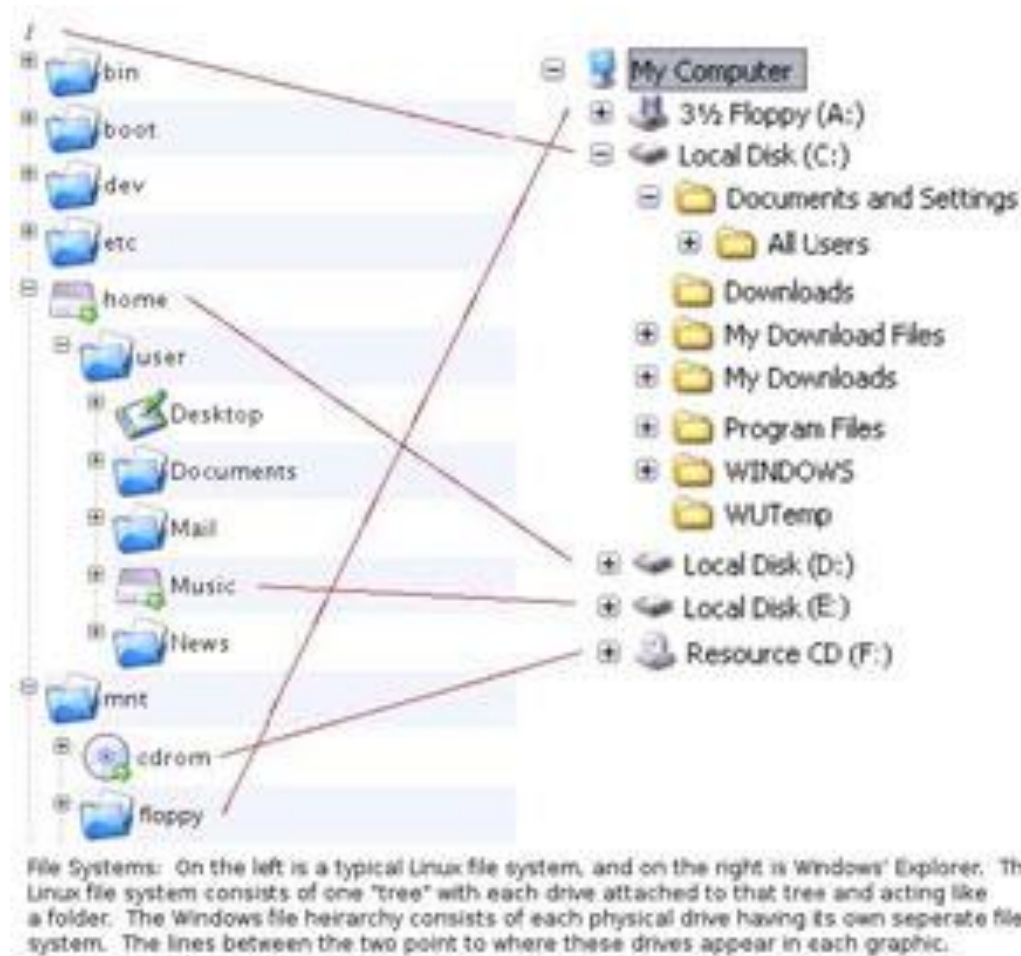 /
bin
boot
dev
etc
home
user
Desktop
Documents
Mail
Music
News
mnt
cdrom
floppy
My Computer
3½ Floppy (A:)
Local Disk (C:)
Documents and Settings
All Users
Downloads
My Download Files
My Downloads
Program Files
WINDOWS
WUTemp
Local Disk (D:)
Local Disk (E:)
Resource CD (F:)
File Systems: On the left is a typical Linux file system, and on the right is Windows' Explorer. Th
Linux file system consists of one "tree" with each drive attached to that tree and acting like
a folder. The Windows file heirarchy consists of each physical drive having its own seperate file
system. The lines between the two point to where these drives appear in each graphic.